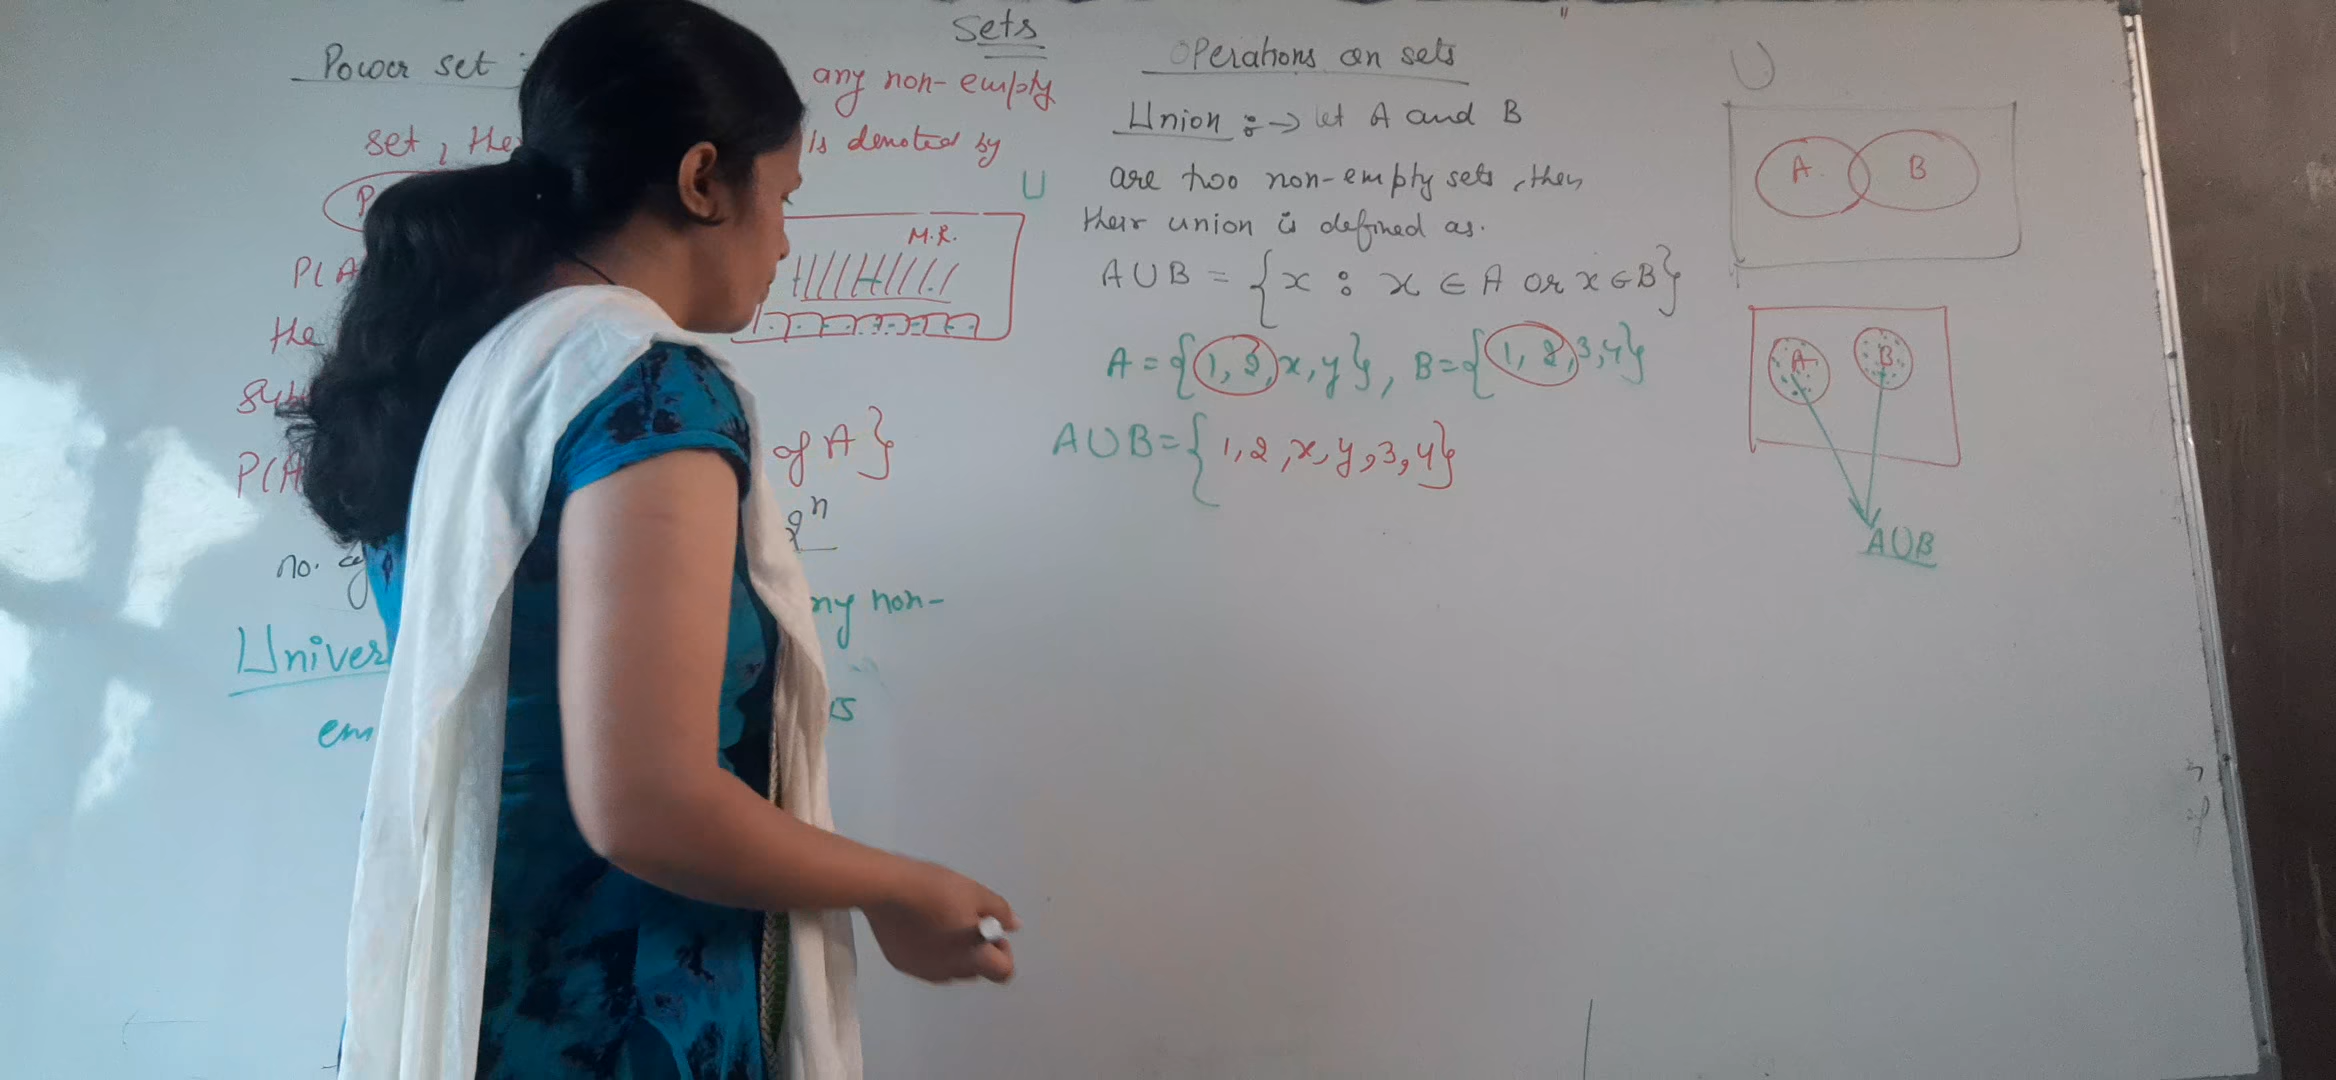 Sets
Power set :
any non-empty
set, the
is denoted by
P(A
the
of A}
P(A
2ⁿ
no. of
Univer
ny non-
em
is
U
M.R.
Operations on sets
Union :→ let A and B
are two non-empty sets, then
their union is defined as.
A∪B = {x : x ∈ A or x ∈ B}
A = {1, 2, x, y}, B = {1, 2, 3, 4}
A∪B = {1, 2, x, y, 3, 4}
U
A B
A B
A∪B